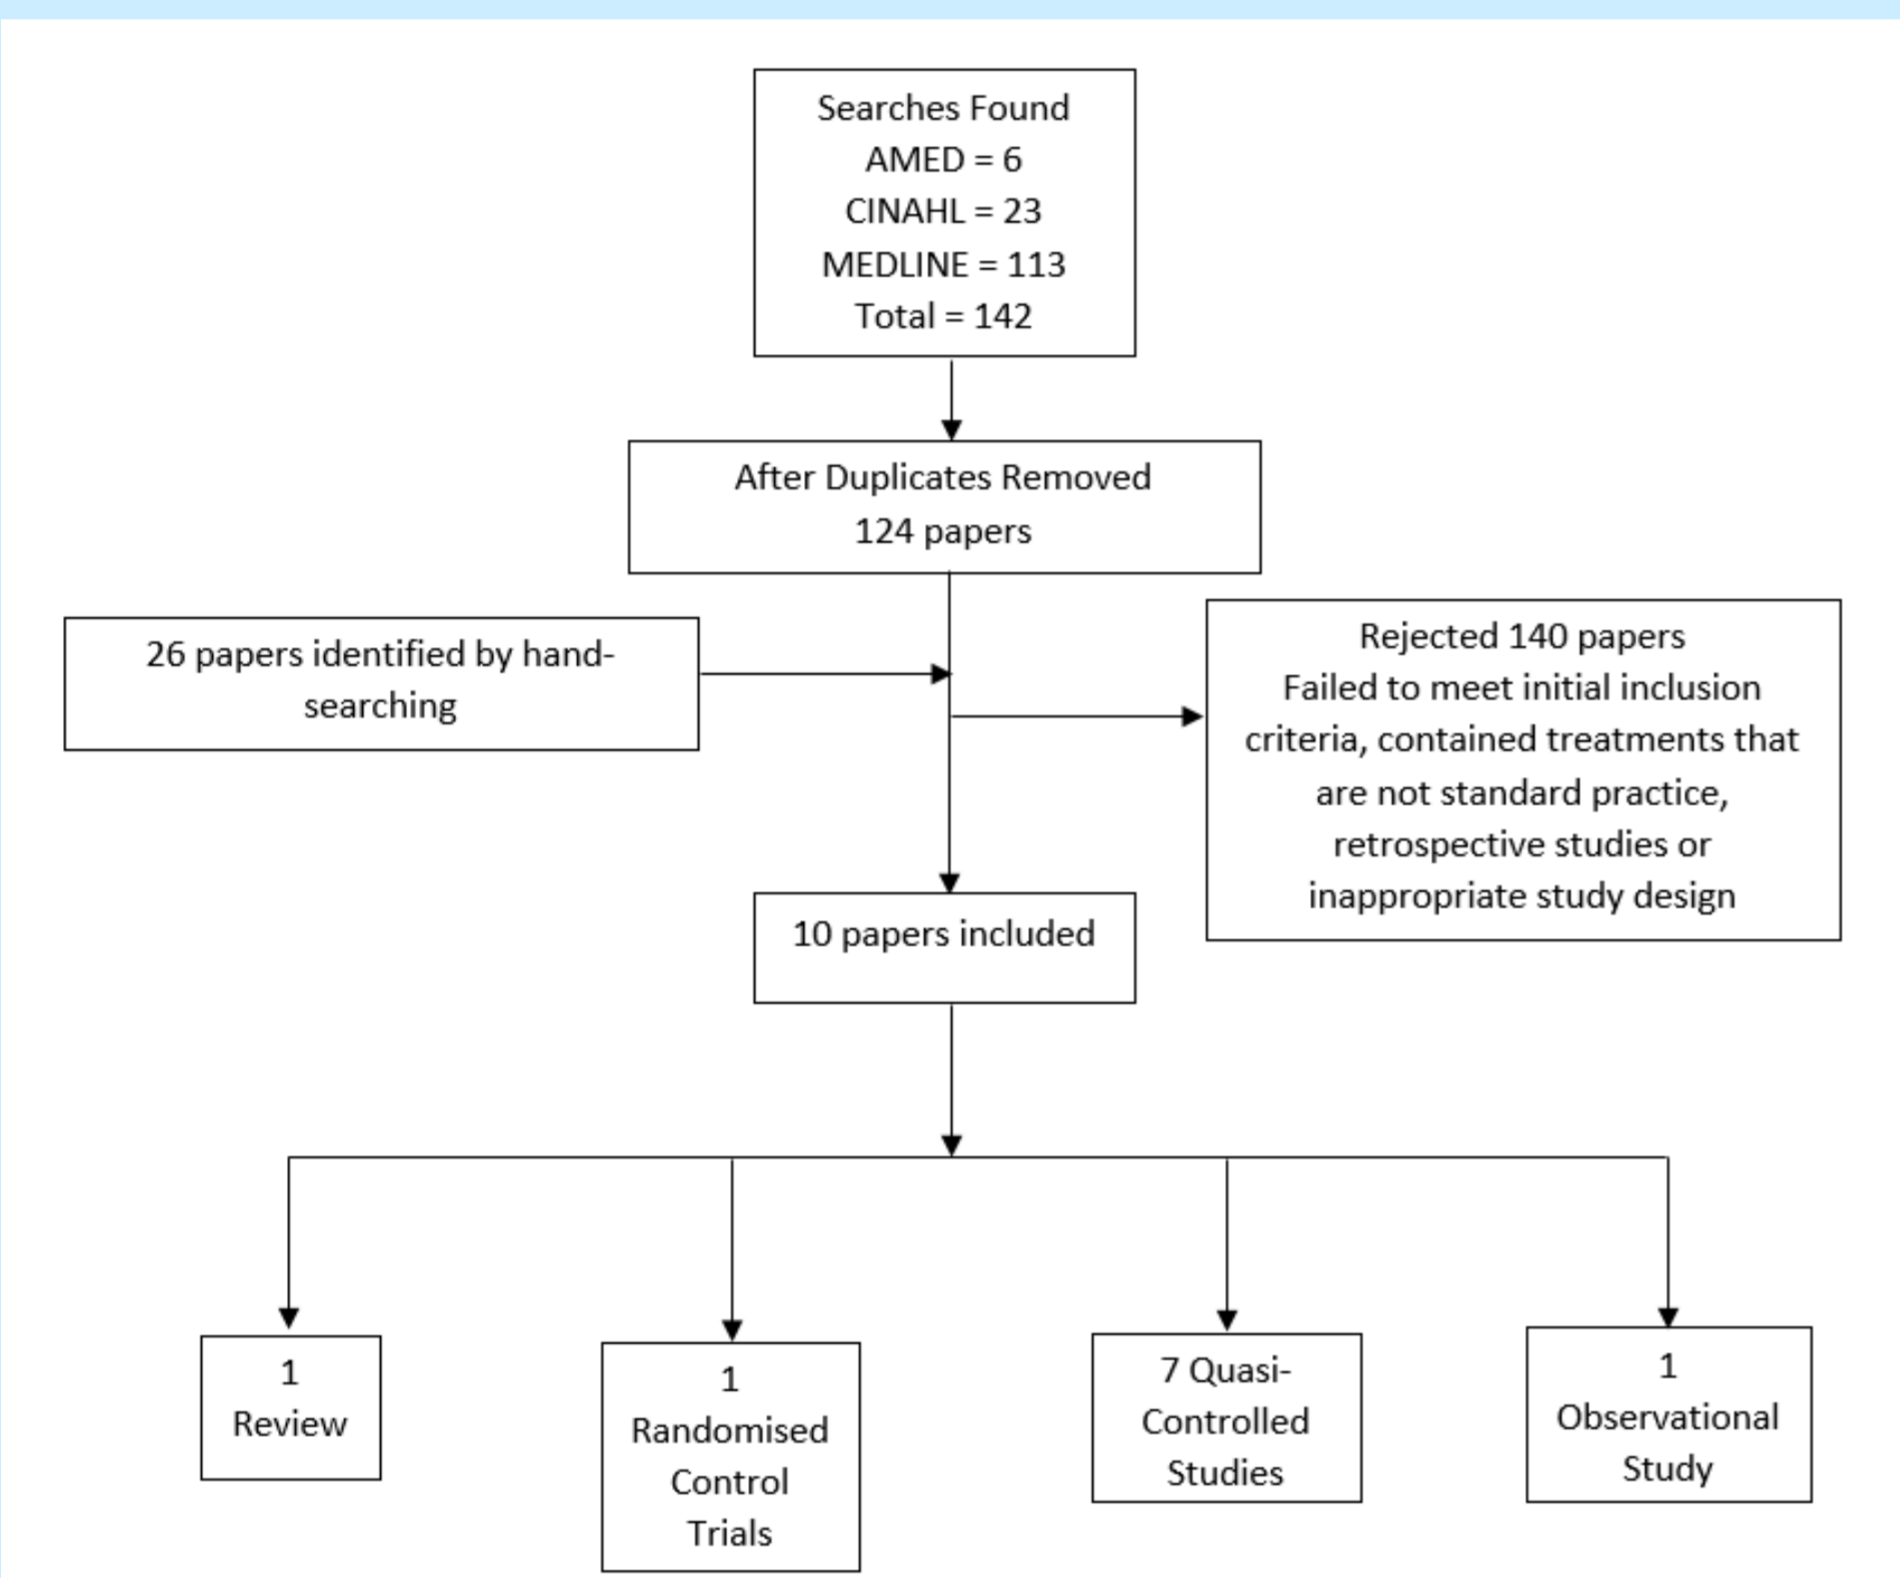 Searches Found
AMED = 6
CINAHL = 23
MEDLINE = 113
Total = 142
After Duplicates Removed
124 papers
26 papers identified by hand-
searching
Rejected 140 papers
Failed to meet initial inclusion
criteria, contained treatments that
are not standard practice,
retrospective studies or
inappropriate study design
10 papers included
1
Review
1
Randomised
Control
Trials
7 Quasi-
Controlled
Studies
1
Observational
Study